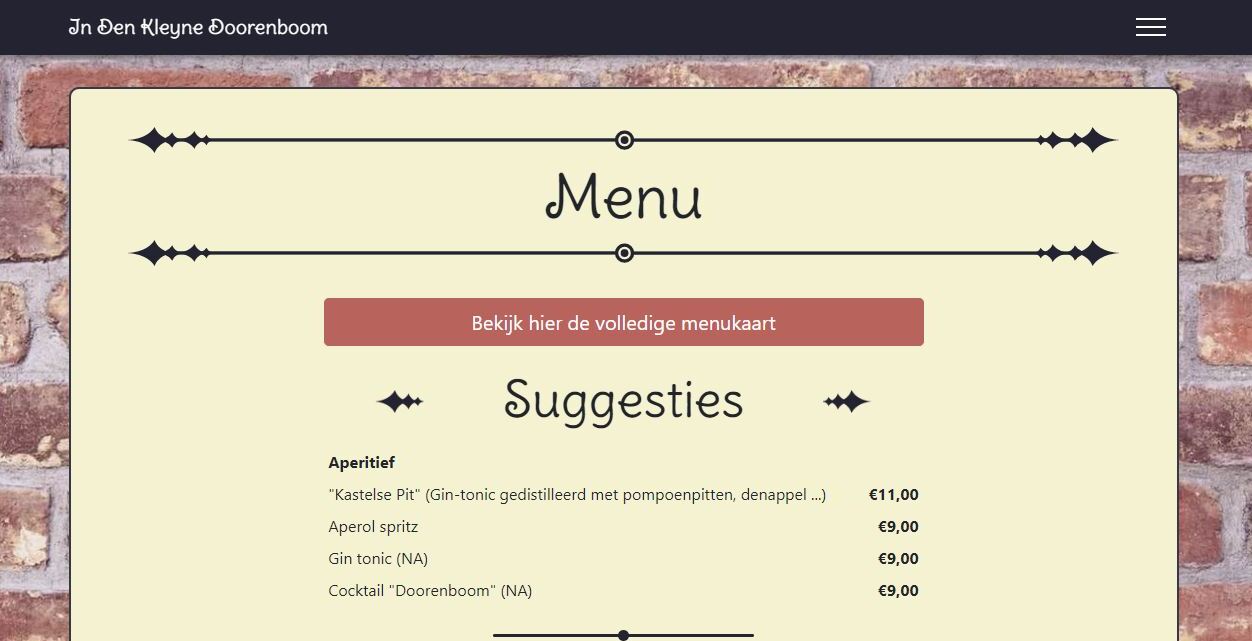 In Den Kleyne Doorenboom
Menu
Bekijk hier de volledige menukaart
Suggesties
Aperitief
"Kastelse Pit" (Gin-tonic gedistilleerd met pompoenpitten, denappel ...) €11,00
Aperol spritz €9,00
Gin tonic (NA) €9,00
Cocktail "Doorenboom" (NA) €9,00